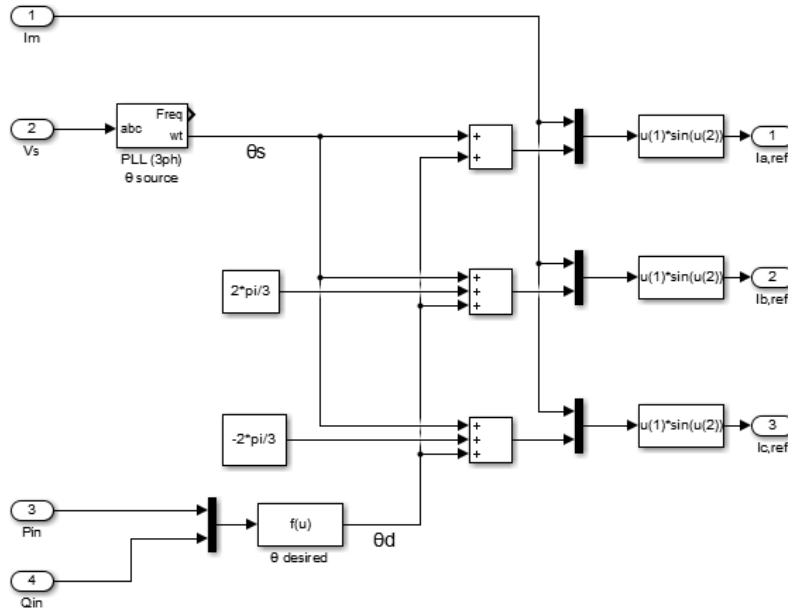 1
Im
2
Vs
abc
Freq
wt
PLL (3ph)
θ source
θs
+
+
u(1)*sin(u(2))
1
Ia,ref
2*pi/3
+
+
+
u(1)*sin(u(2))
2
Ib,ref
-2*pi/3
+
+
+
u(1)*sin(u(2))
3
Ic,ref
3
Pin
4
Qin
f(u)
θ desired
θd